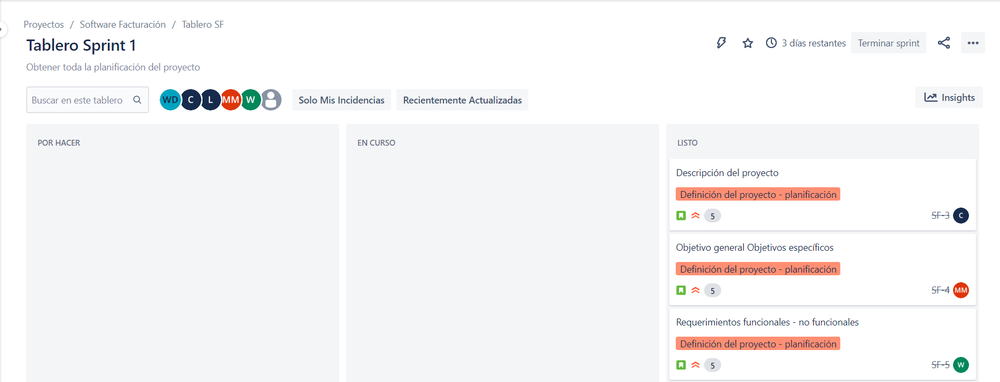 Proyectos / Software Facturación / Tablero SF
Tablero Sprint 1
3 días restantes
Terminar sprint
Obtener toda la planificación del proyecto
Buscar en este tablero
WD C L MM W
Solo Mis Incidencias
Recientemente Actualizadas
Insights
POR HACER
EN CURSO
LISTO
Descripción del proyecto
Definición del proyecto - planificación
5
SF-3 C
Objetivo general Objetivos específicos
Definición del proyecto - planificación
5
SF-4 MM
Requerimientos funcionales - no funcionales
Definición del proyecto - planificación
5
SF-5 W